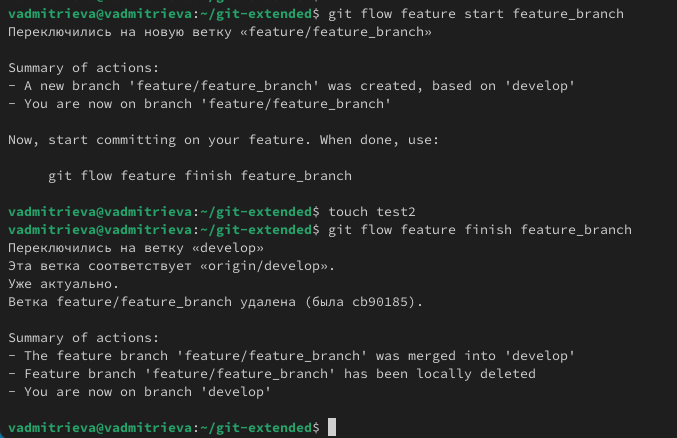 vadmitrieva@vadmitrieva:~/git-extended$ git flow feature start feature_branch
Переключились на новую ветку «feature/feature_branch»
Summary of actions:
- A new branch 'feature/feature_branch' was created, based on 'develop'
- You are now on branch 'feature/feature_branch'
Now, start committing on your feature. When done, use:
git flow feature finish feature_branch
vadmitrieva@vadmitrieva:~/git-extended$ touch test2
vadmitrieva@vadmitrieva:~/git-extended$ git flow feature finish feature_branch
Переключились на ветку «develop»
Эта ветка соответствует «origin/develop».
Уже актуально.
Ветка feature/feature_branch удалена (была cb90185).
Summary of actions:
- The feature branch 'feature/feature_branch' was merged into 'develop'
- Feature branch 'feature/feature_branch' has been locally deleted
- You are now on branch 'develop'
vadmitrieva@vadmitrieva:~/git-extended$